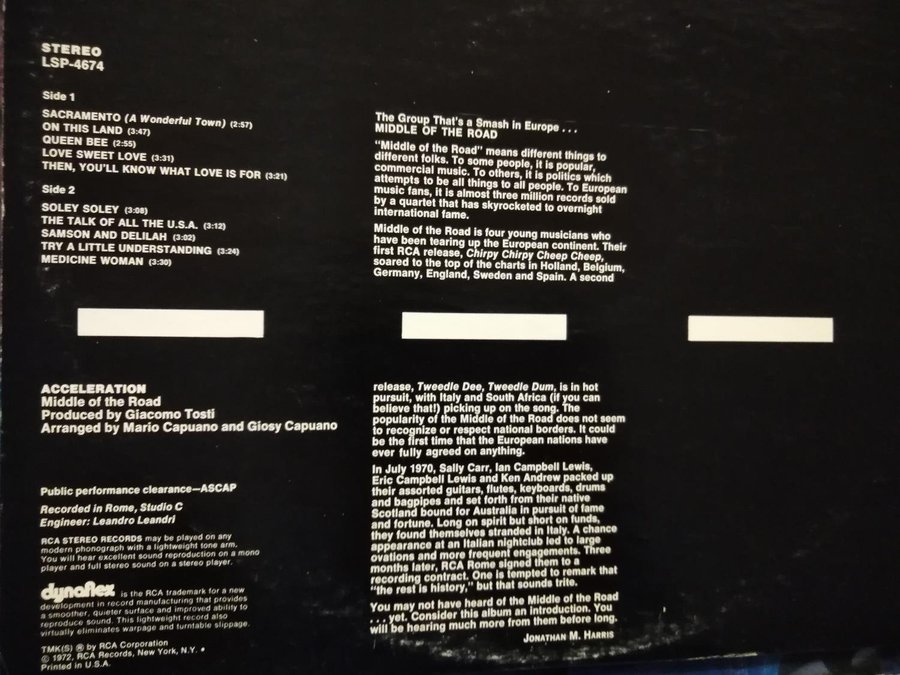 STEREO
LSP-4674
Side 1
SACRAMENTO (A Wonderful Town) (2:57)
ON THIS LAND (3:47)
QUEEN BEE (2:55)
LOVE SWEET LOVE (3:31)
THEN, YOU'LL KNOW WHAT LOVE IS FOR (3:21)
Side 2
SOLEY SOLEY (3:08)
THE TALK OF ALL THE U.S.A. (3:12)
SAMSON AND DELILAH (3:02)
TRY A LITTLE UNDERSTANDING (3:24)
MEDICINE WOMAN (3:30)
ACCELERATION
Middle of the Road
Produced by Giacomo Tosti
Arranged by Mario Capuano and Giosy Capuano
Public performance clearance—ASCAP
Recorded in Rome, Studio C
Engineer: Leandro Leandri
RCA STEREO RECORDS may be played on any
modern phonograph with a lightweight tone arm.
You will hear excellent sound reproduction on a mono
player and full stereo sound on a stereo player.
dynaflex is the RCA trademark for a new
development in record manufacturing that provides
a smoother, quieter surface and improved ability to
reproduce sound. This lightweight record also
virtually eliminates warpage and turntable slippage.
TMK(S) ® by RCA Corporation
© 1972, RCA Records, New York, N.Y. •
Printed in U.S.A.
The Group That's a Smash in Europe . . .
MIDDLE OF THE ROAD
"Middle of the Road" means different things to
different folks. To some people, it is popular,
commercial music. To others, it is politics which
attempts to be all things to all people. To European
music fans, it is almost three million records sold
by a quartet that has skyrocketed to overnight
international fame.
Middle of the Road is four young musicians who
have been tearing up the European continent. Their
first RCA release, Chirpy Chirpy Cheep Cheep,
soared to the top of the charts in Holland, Belgium,
Germany, England, Sweden and Spain. A second
release, Tweedle Dee, Tweedle Dum, is in hot
pursuit, with Italy and South Africa (if you can
believe that!) picking up on the song. The
popularity of the Middle of the Road does not seem
to recognize or respect national borders. It could
be the first time that the European nations have
ever fully agreed on anything.
In July 1970, Sally Carr, Ian Campbell Lewis,
Eric Campbell Lewis and Ken Andrew packed up
their assorted guitars, flutes, keyboards, drums
and bagpipes and set forth from their native
Scotland bound for Australia in pursuit of fame
and fortune. Long on spirit but short on funds,
they found themselves stranded in Italy. A chance
appearance at an Italian nightclub led to large
ovations and more frequent engagements. Three
months later, RCA Rome signed them to a
recording contract. One is tempted to remark that
"the rest is history," but that sounds trite.
You may not have heard of the Middle of the Road
. . . yet. Consider this album an introduction. You
will be hearing much more from them before long.
JONATHAN M. HARRIS